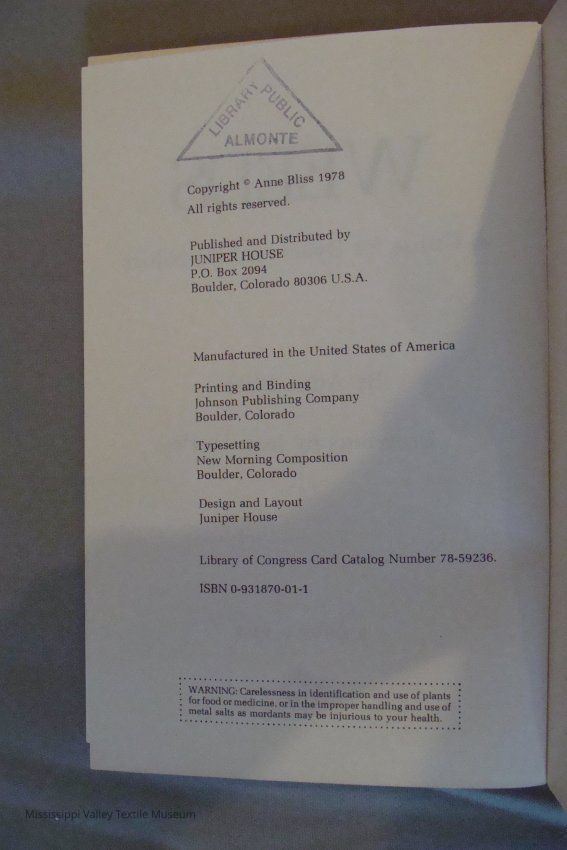 LIBRARY PUBLIC
ALMONTE
Copyright © Anne Bliss 1978
All rights reserved.
Published and Distributed by
JUNIPER HOUSE
P.O. Box 2094
Boulder, Colorado 80306 U.S.A.
Manufactured in the United States of America
Printing and Binding
Johnson Publishing Company
Boulder, Colorado
Typesetting
New Morning Composition
Boulder, Colorado
Design and Layout
Juniper House
Library of Congress Card Catalog Number 78-59236.
ISBN 0-931870-01-1
WARNING: Carelessness in identification and use of plants
for food or medicine, or in the improper handling and use of
metal salts as mordants may be injurious to your health.
Mississippi Valley Textile Museum